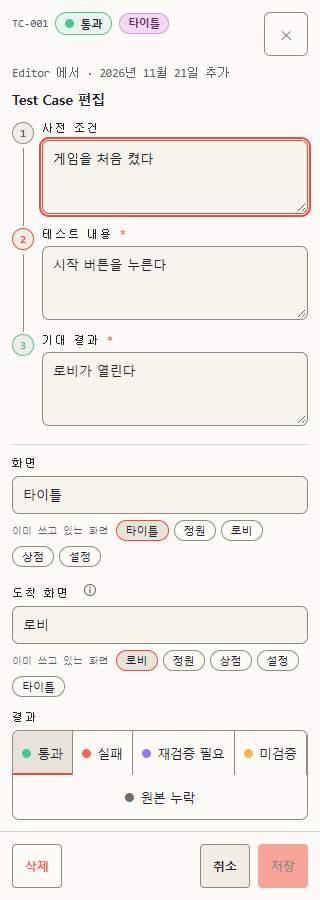 TC-001 통과 타이틀
Editor 에서 · 2026년 11월 21일 추가
Test Case 편집
1 사전 조건
게임을 처음 켰다
2 테스트 내용 *
시작 버튼을 누른다
3 기대 결과 *
로비가 열린다
화면
타이틀
이미 쓰고 있는 화면 타이틀 정원 로비
상점 설정
도착 화면
로비
이미 쓰고 있는 화면 로비 정원 상점 설정
타이틀
결과
통과 실패 재검증 필요 미검증
원본 누락
삭제 취소 저장